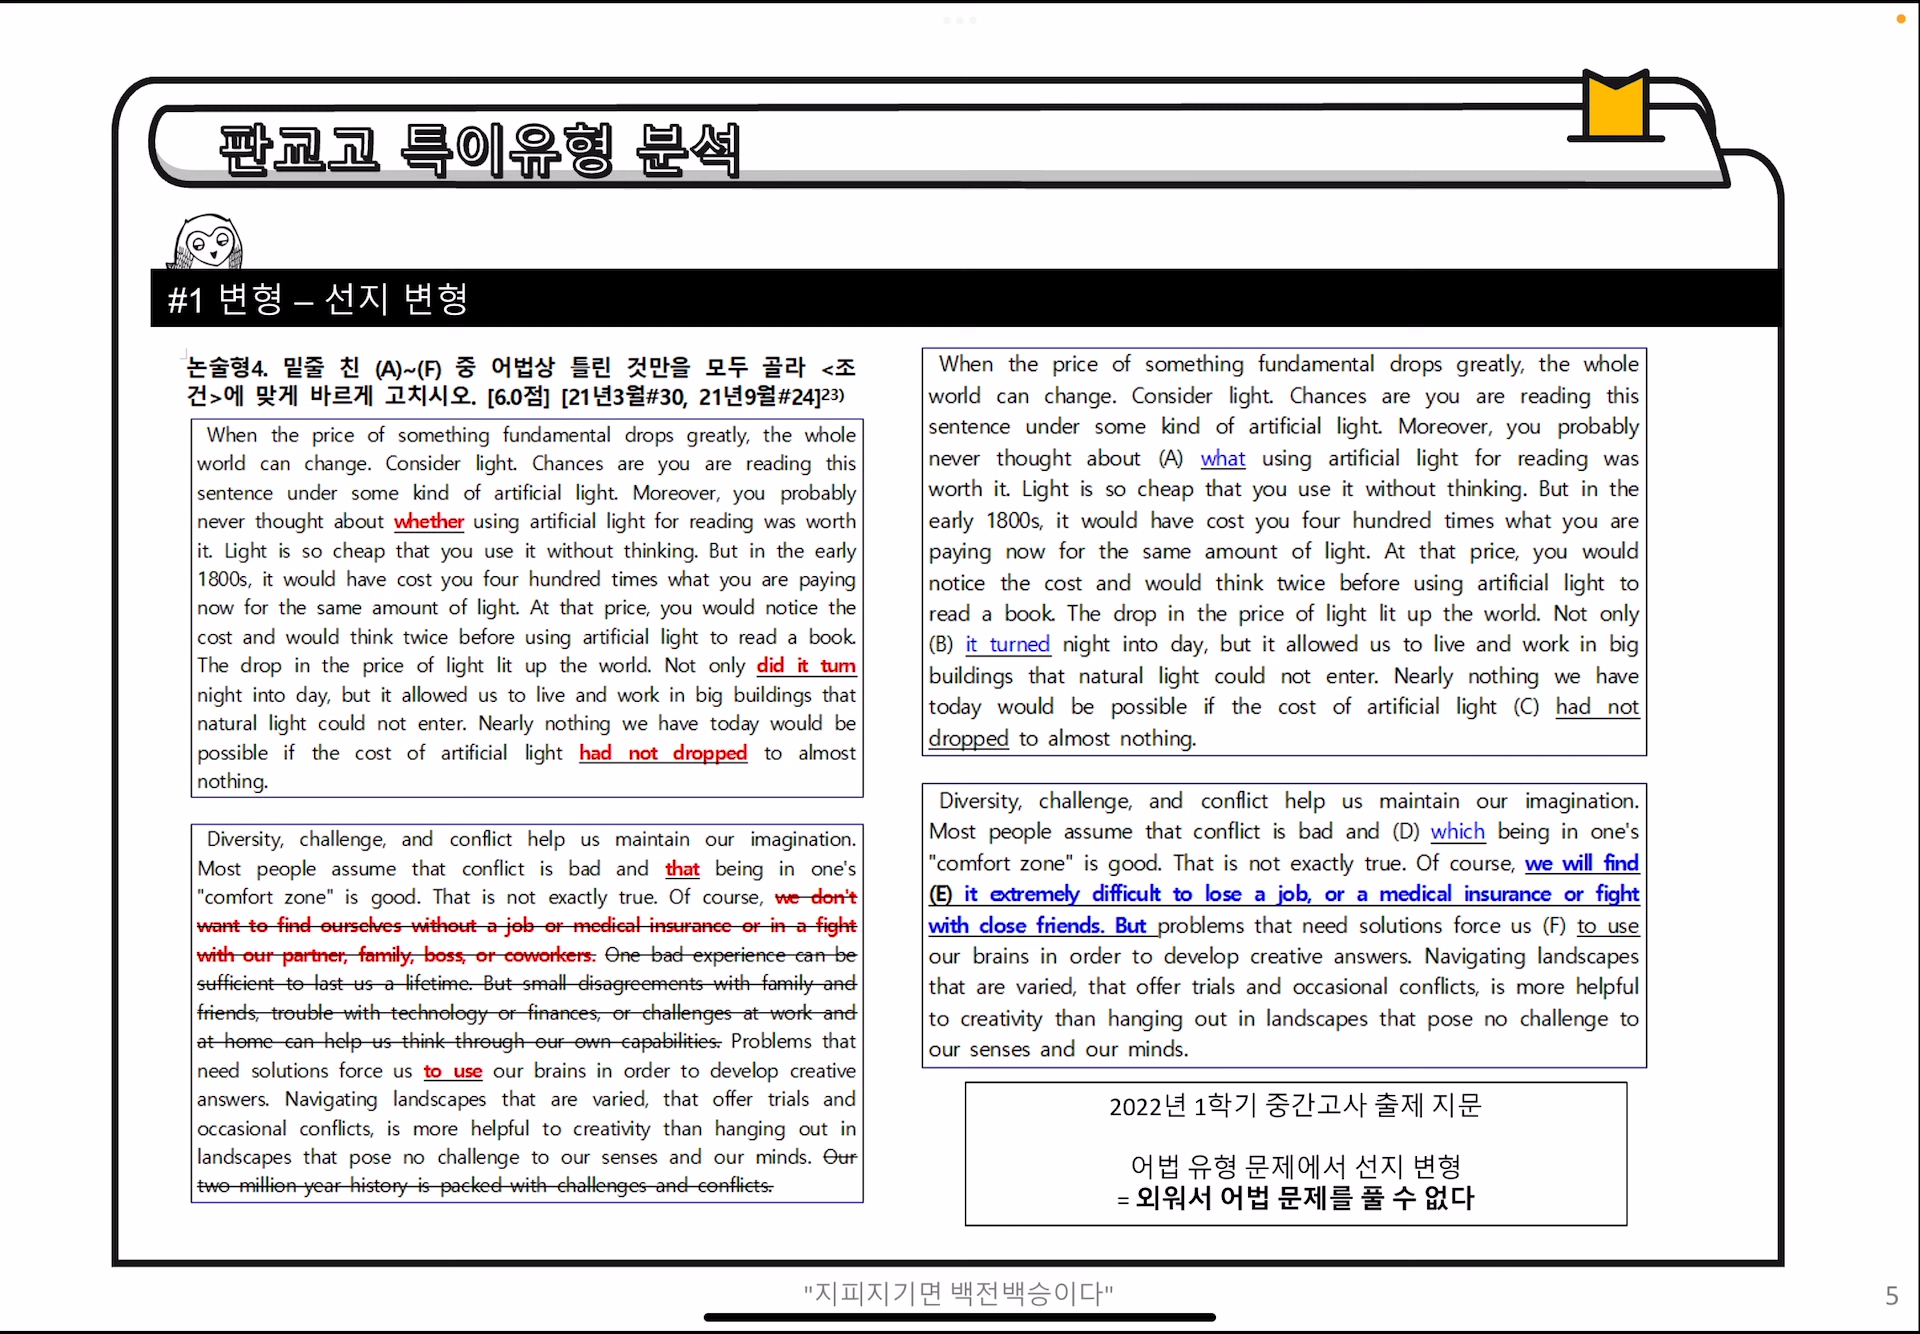 판교고 특이유형 분석
#1 변형 – 선지 변형
논술형4. 밑줄 친 (A)~(F) 중 어법상 틀린 것만을 모두 골라 <조
건>에 맞게 바르게 고치시오. [6.0점] [21년3월#30, 21년9월#24]23)
When the price of something fundamental drops greatly, the whole
world can change. Consider light. Chances are you are reading this
sentence under some kind of artificial light. Moreover, you probably
never thought about whether using artificial light for reading was worth
it. Light is so cheap that you use it without thinking. But in the early
1800s, it would have cost you four hundred times what you are paying
now for the same amount of light. At that price, you would notice the
cost and would think twice before using artificial light to read a book.
The drop in the price of light lit up the world. Not only did it turn
night into day, but it allowed us to live and work in big buildings that
natural light could not enter. Nearly nothing we have today would be
possible if the cost of artificial light had not dropped to almost
nothing.
Diversity, challenge, and conflict help us maintain our imagination.
Most people assume that conflict is bad and that being in one's
"comfort zone" is good. That is not exactly true. Of course, we don't
want to find ourselves without a job or medical insurance or in a fight
with our partner, family, boss, or coworkers. One bad experience can be
sufficient to last us a lifetime. But small disagreements with family and
friends, trouble with technology or finances, or challenges at work and
at home can help us think through our own capabilities. Problems that
need solutions force us to use our brains in order to develop creative
answers. Navigating landscapes that are varied, that offer trials and
occasional conflicts, is more helpful to creativity than hanging out in
landscapes that pose no challenge to our senses and our minds. Our
two million year history is packed with challenges and conflicts.
When the price of something fundamental drops greatly, the whole
world can change. Consider light. Chances are you are reading this
sentence under some kind of artificial light. Moreover, you probably
never thought about (A) what using artificial light for reading was
worth it. Light is so cheap that you use it without thinking. But in the
early 1800s, it would have cost you four hundred times what you are
paying now for the same amount of light. At that price, you would
notice the cost and would think twice before using artificial light to
read a book. The drop in the price of light lit up the world. Not only
(B) it turned night into day, but it allowed us to live and work in big
buildings that natural light could not enter. Nearly nothing we have
today would be possible if the cost of artificial light (C) had not
dropped to almost nothing.
Diversity, challenge, and conflict help us maintain our imagination.
Most people assume that conflict is bad and (D) which being in one's
"comfort zone" is good. That is not exactly true. Of course, we will find
(E) it extremely difficult to lose a job, or a medical insurance or fight
with close friends. But problems that need solutions force us (F) to use
our brains in order to develop creative answers. Navigating landscapes
that are varied, that offer trials and occasional conflicts, is more helpful
to creativity than hanging out in landscapes that pose no challenge to
our senses and our minds.
2022년 1학기 중간고사 출제 지문
어법 유형 문제에서 선지 변형
= 외워서 어법 문제를 풀 수 없다
"지피지기면 백전백승이다"
5